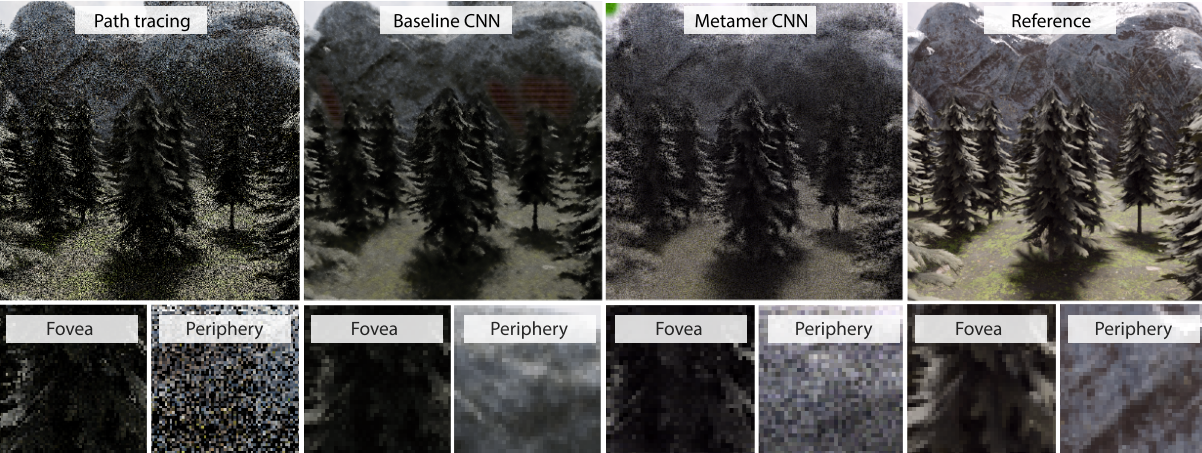 Path tracing
Baseline CNN
Metamer CNN
Reference
Fovea
Periphery
Fovea
Periphery
Fovea
Periphery
Fovea
Periphery